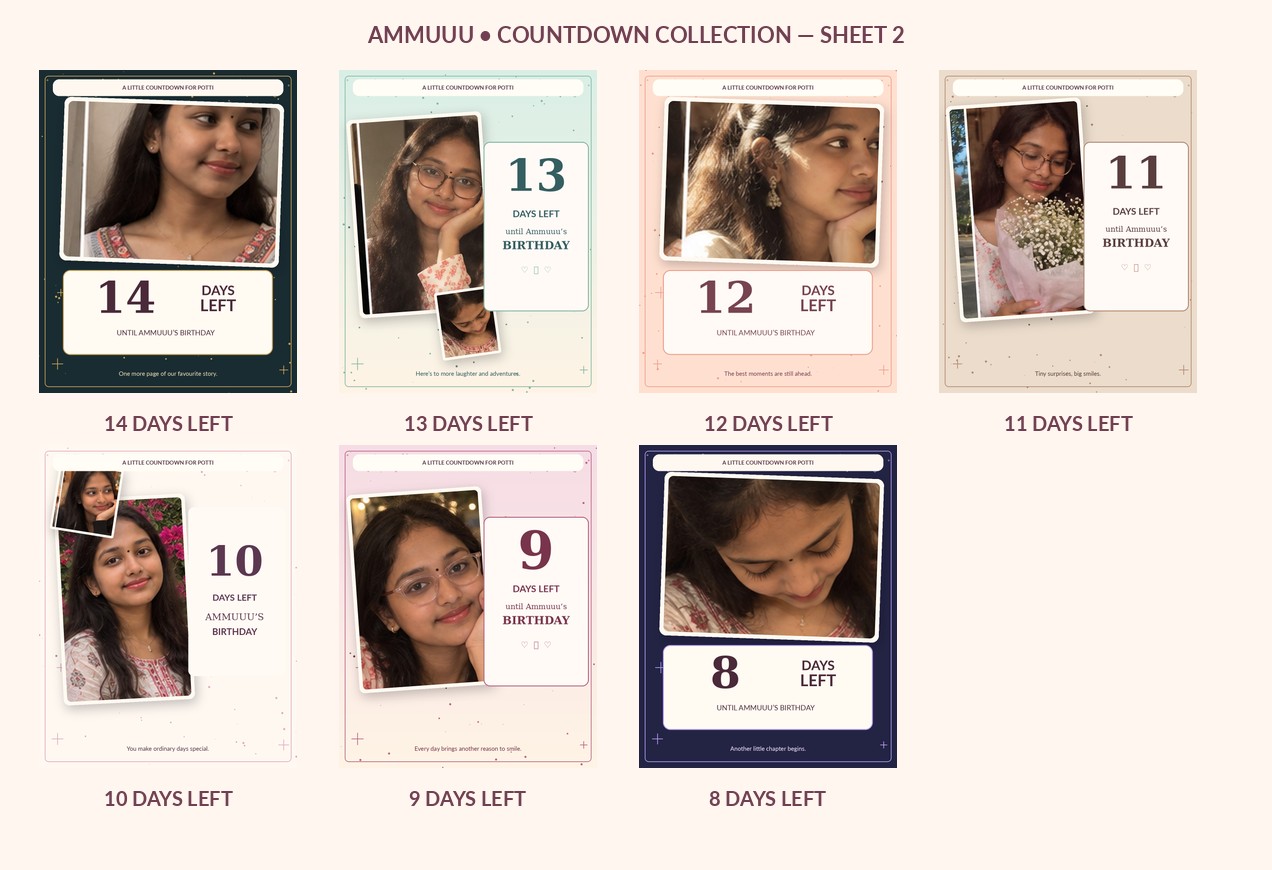 AMMUUU • COUNTDOWN COLLECTION — SHEET 2
A LITTLE COUNTDOWN FOR POTTI
14
DAYS
LEFT
UNTIL AMMUUU'S BIRTHDAY
One more page of our favourite story.
14 DAYS LEFT
A LITTLE COUNTDOWN FOR POTTI
13
DAYS LEFT
until Ammuuu’s
BIRTHDAY
Here's to more laughter and adventures.
13 DAYS LEFT
A LITTLE COUNTDOWN FOR POTTI
12
DAYS
LEFT
UNTIL AMMUUU'S BIRTHDAY
The best moments are still ahead.
12 DAYS LEFT
A LITTLE COUNTDOWN FOR POTTI
11
DAYS LEFT
until Ammuuu’s
BIRTHDAY
Tiny surprises, big smiles.
11 DAYS LEFT
A LITTLE COUNTDOWN FOR POTTI
10
DAYS LEFT
AMMUUU’S
BIRTHDAY
You make ordinary days special.
10 DAYS LEFT
A LITTLE COUNTDOWN FOR POTTI
9
DAYS LEFT
until Ammuuu’s
BIRTHDAY
Every day brings another reason to smile.
9 DAYS LEFT
A LITTLE COUNTDOWN FOR POTTI
8
DAYS
LEFT
UNTIL AMMUUU'S BIRTHDAY
Another little chapter begins.
8 DAYS LEFT